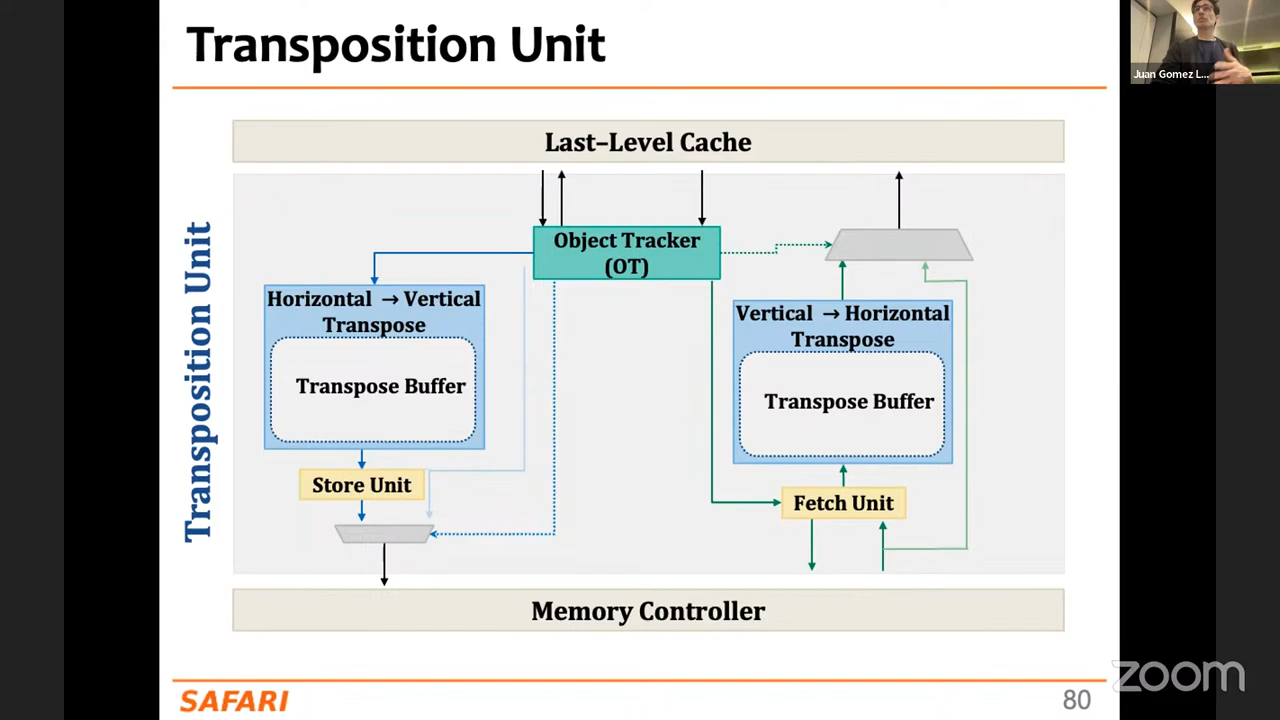 Transposition Unit
Juan Gomez L...
Last–Level Cache
Transposition Unit
Object Tracker
(OT)
Horizontal → Vertical
Transpose
Transpose Buffer
Vertical → Horizontal
Transpose
Transpose Buffer
Store Unit
Fetch Unit
Memory Controller
SAFARI
80
zoom